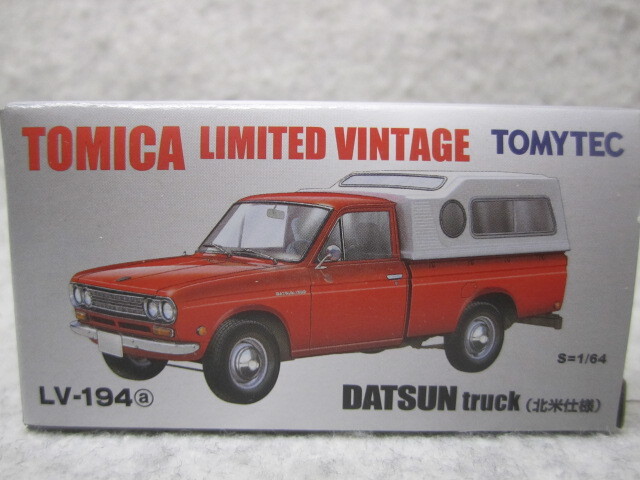 TOMICA LIMITED VINTAGE TOMYTEC
S=1/64
LV-194ⓐ DATSUN truck (北米仕様)